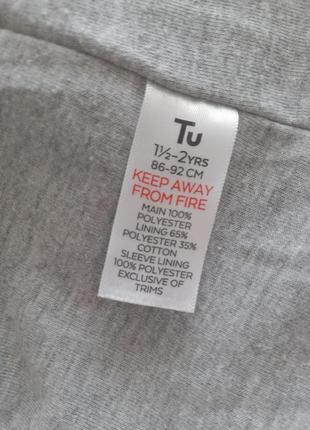 Tu
1½-2YRS
86-92 CM
KEEP AWAY
FROM FIRE
MAIN 100%
POLYESTER
LINING 65%
POLYESTER 35%
COTTON
SLEEVE LINING
100% POLYESTER
EXCLUSIVE OF
TRIMS